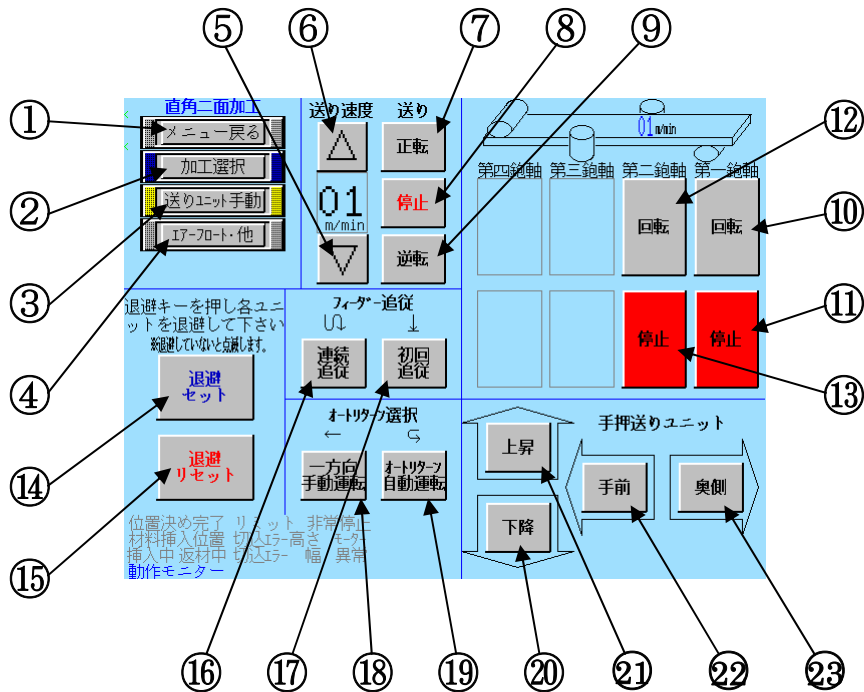 ⑤ ⑥ ⑦ ⑧ ⑨
① ② ③ ④ ⑭ ⑮
直角二面加工
メニュー戻る
加工選択
送りユニット手動
エアーフロート・他
送り速度 送り
正転
01
m/min
停止
逆転
01m/min
第四鉋軸 第三鉋軸 第二鉋軸 第一鉋軸
回転 回転
停止 停止
⑫ ⑩ ⑪ ⑬
退避キーを押し各ユニ
ットを退避して下さい
※退避していないと点滅します。
退避
セット
退避
リセット
フィーダー追従
連続
追従
初回
追従
オートリターン選択
一方向
手動運転
オートリターン
自動運転
手押送りユニット
上昇
下降
手前
奥側
位置決め完了 リミット 非常停止
材料挿入位置 切込エラー高さ モーター
挿入中 返材中 切込エラー 幅 異常
動作モニター
⑯ ⑰ ⑱ ⑲ ⑳ ㉑ ㉒ ㉓